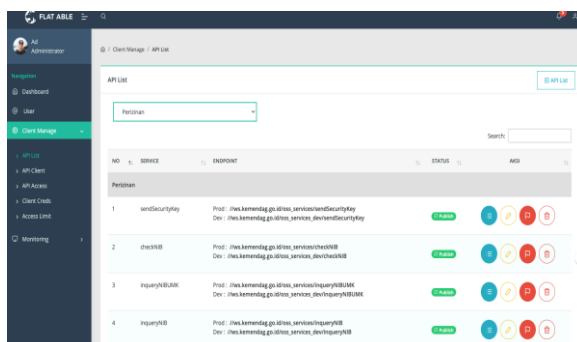 FLAT ABLE
Ad
Administrator
/ Client Manage / API List
Navigation
Dashboard
User
Client Manage
API List
API Client
API Access
Client Creds
Access Limit
Monitoring
API List
API List
Perizinan
Search:
NO SERVICE ENDPOINT STATUS AKSI
Perizinan
1 sendSecurityKey Prod : //ws.kemendag.go.id/oss_services/sendSecurityKey
Dev : //ws.kemendag.go.id/oss_services_dev/sendSecurityKey
Publish
2 checkNIB Prod : //ws.kemendag.go.id/oss_services/checkNIB
Dev : //ws.kemendag.go.id/oss_services_dev/checkNIB
Publish
3 inqueryNIBUMK Prod : //ws.kemendag.go.id/oss_services/inqueryNIBUMK
Dev : //ws.kemendag.go.id/oss_services_dev/inqueryNIBUMK
Publish
4 inqueryNIB Prod : //ws.kemendag.go.id/oss_services/inqueryNIB
Dev : //ws.kemendag.go.id/oss_services_dev/inqueryNIB
Publish